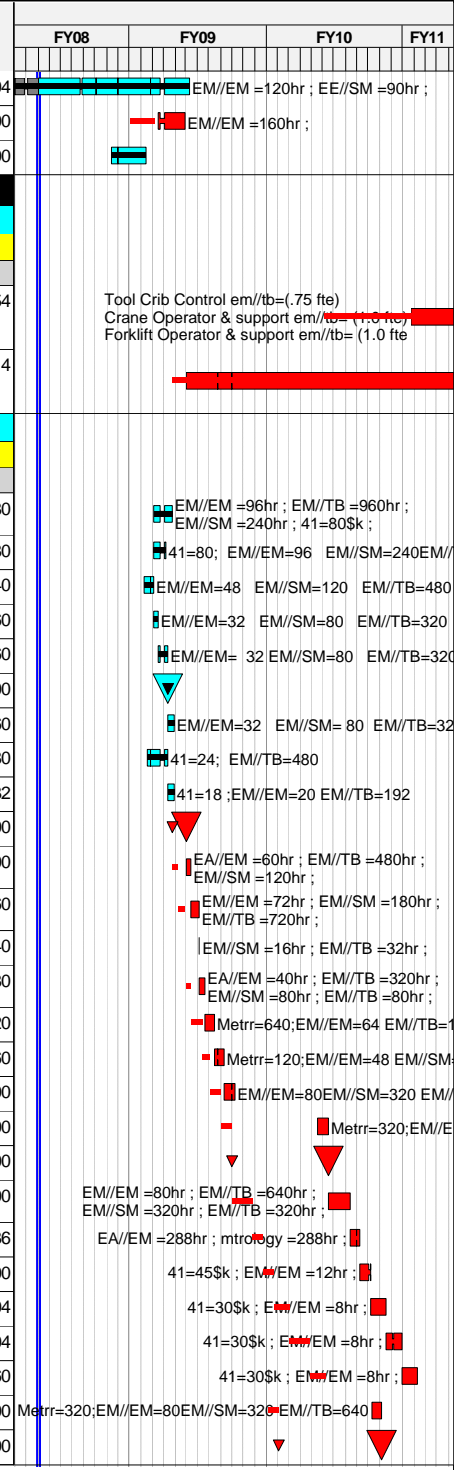 FY08 FY09 FY10 FY11
EM//EM =120hr ; EE//SM =90hr ;
EM//EM =160hr ;
Tool Crib Control em//tb=(.75 fte)
Crane Operator & support em//tb= (1.0 fte)
Forklift Operator & support em//tb= (1.0 fte
EM//EM =96hr ; EM//TB =960hr ;
EM//SM =240hr ; 41=80$k ;
41=80; EM//EM=96 EM//SM=240EM//
EM//EM=48 EM//SM=120 EM//TB=480
EM//EM=32 EM//SM=80 EM//TB=320
EM//EM= 32 EM//SM=80 EM//TB=320
EM//EM=32 EM//SM= 80 EM//TB=32
41=24; EM//TB=480
41=18 ;EM//EM=20 EM//TB=192
EA//EM =60hr ; EM//TB =480hr ;
EM//SM =120hr ;
EM//EM =72hr ; EM//SM =180hr ;
EM//TB =720hr ;
EM//SM =16hr ; EM//TB =32hr ;
EA//EM =40hr ; EM//TB =320hr ;
EM//SM =80hr ; EM//TB =80hr ;
Metrr=640;EM//EM=64 EM//TB=1
Metrr=120;EM//EM=48 EM//SM=
EM//EM=80EM//SM=320 EM//
Metrr=320;EM//E
EM//EM =80hr ; EM//TB =640hr ;
EM//SM =320hr ; EM//TB =320hr ;
EA//EM =288hr ; mtrology =288hr ;
41=45$k ; EM//EM =12hr ;
41=30$k ; EM//EM =8hr ;
41=30$k ; EM//EM =8hr ;
41=30$k ; EM//EM =8hr ;
Metrr=320;EM//EM=80EM//SM=320 EM//TB=640